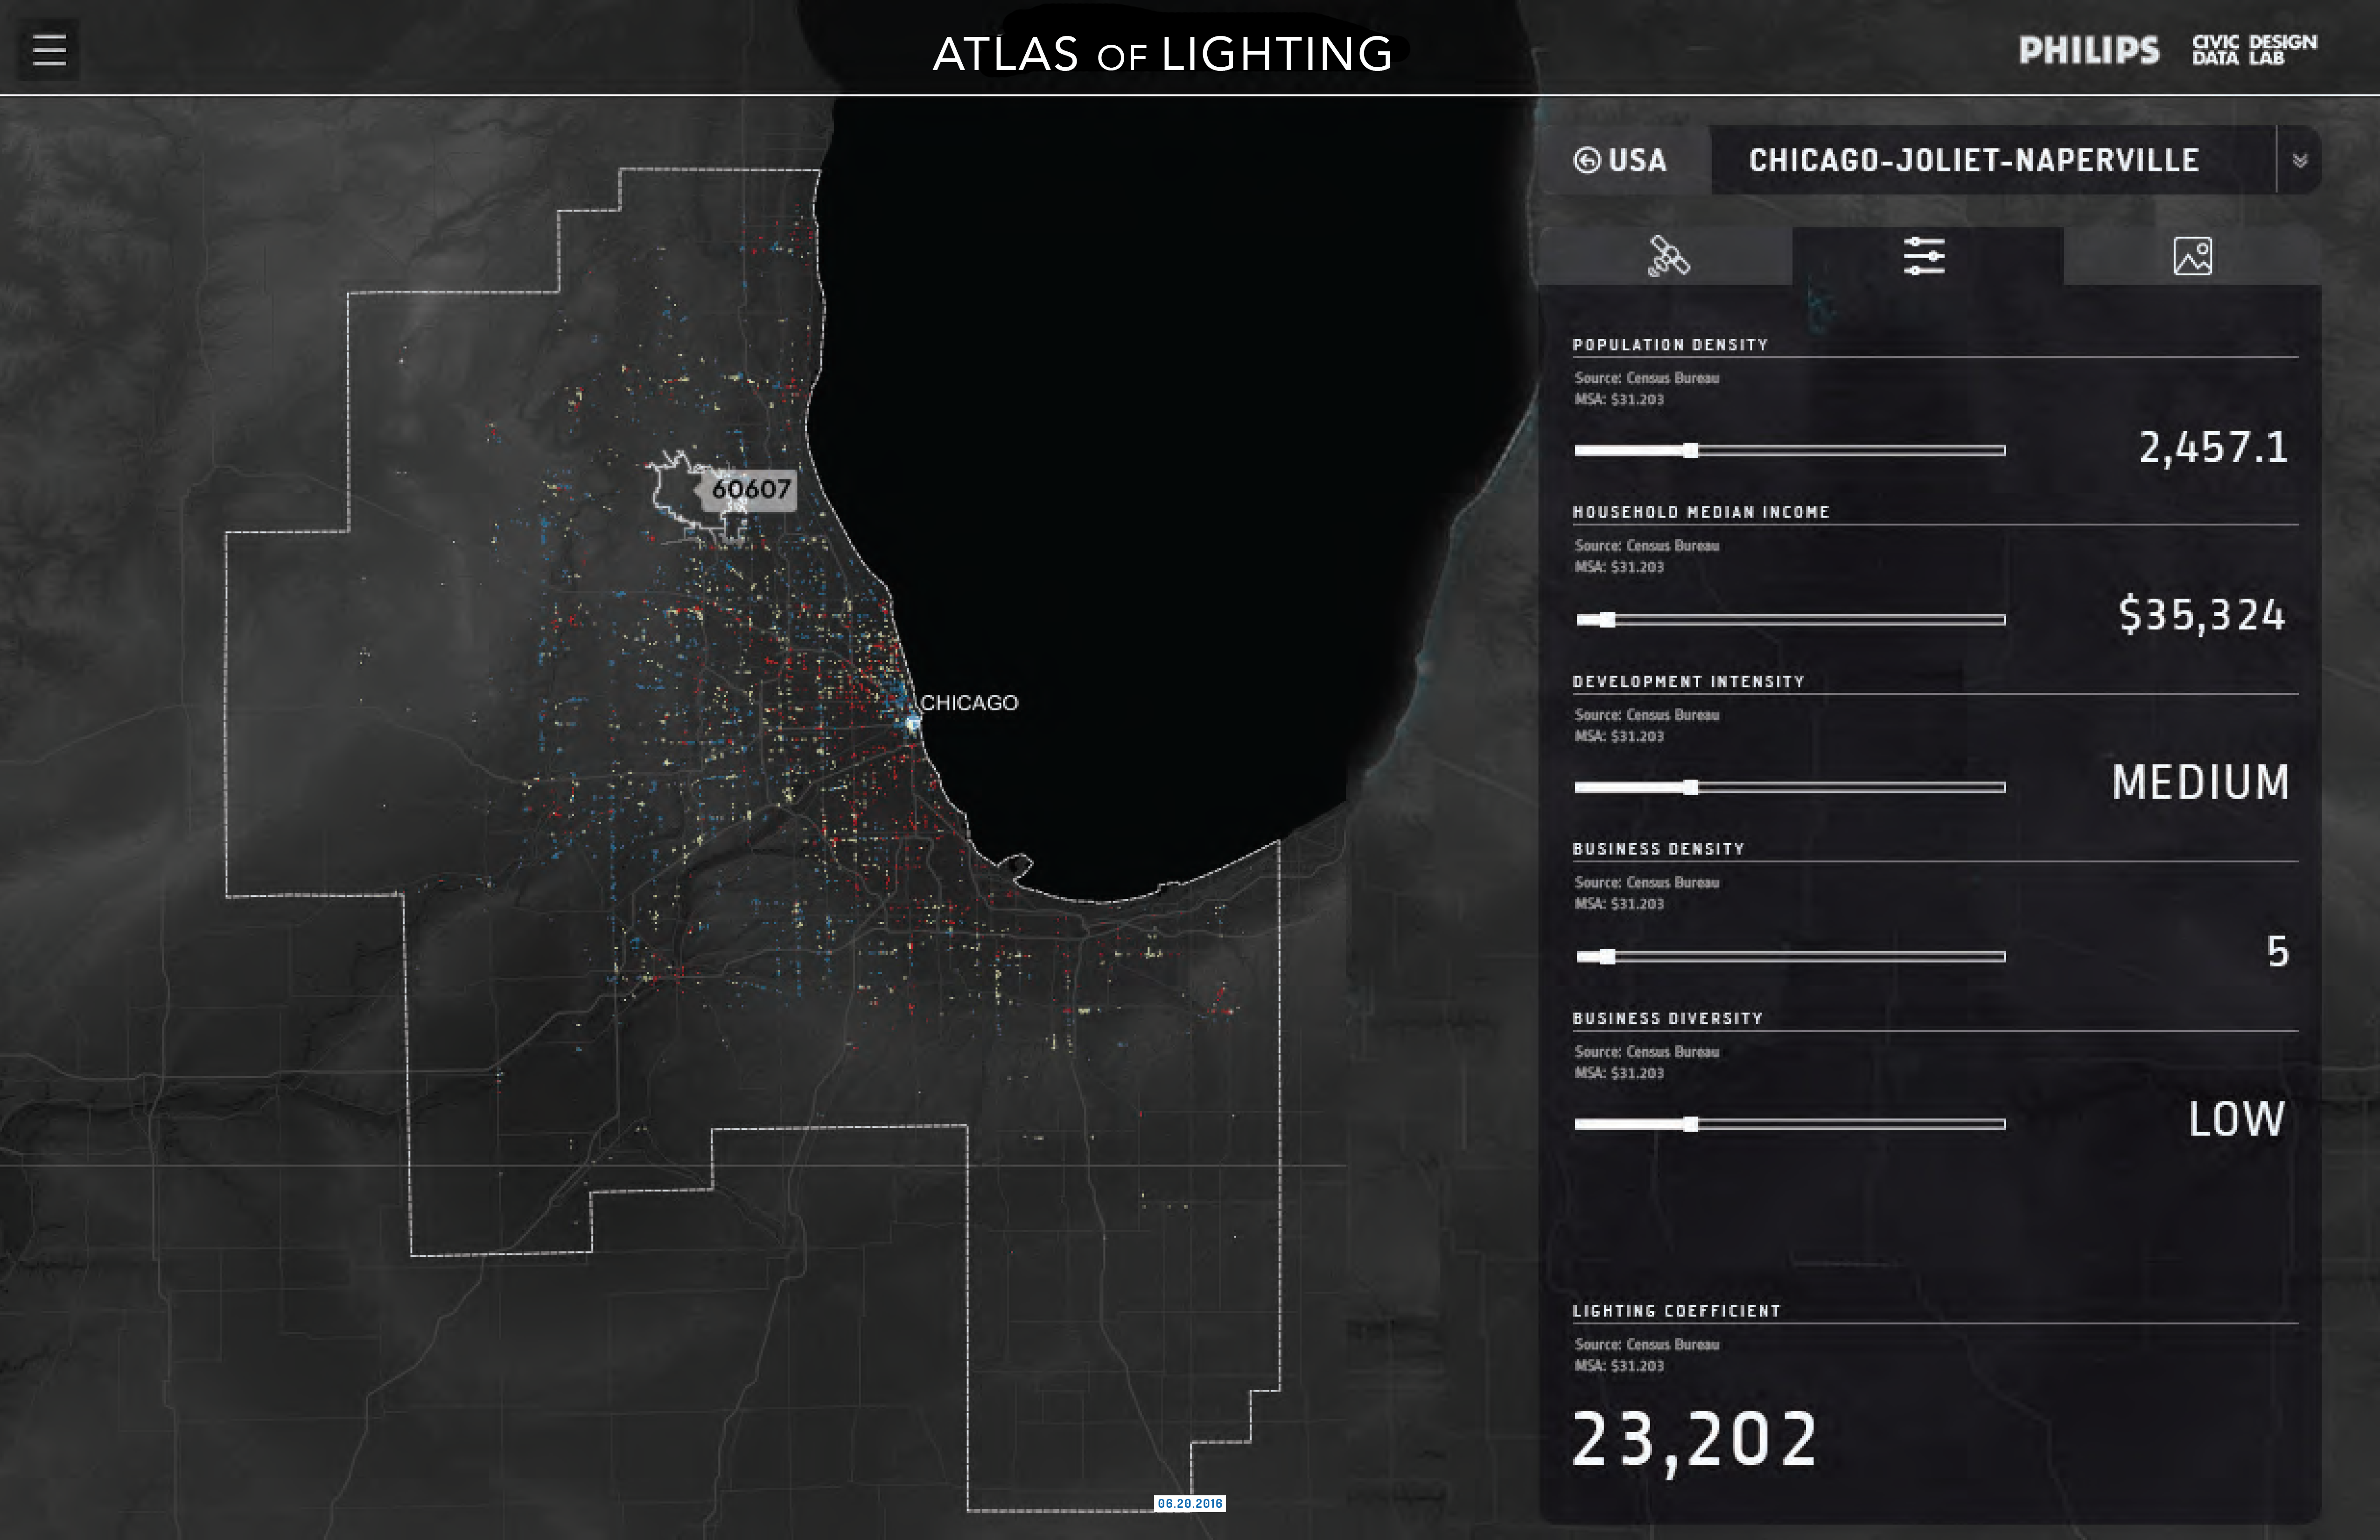 ATLAS OF LIGHTING
PHILIPS
CIVIC DESIGN
DATA LAB
USA
CHICAGO-JOLIET-NAPERVILLE
60607
CHICAGO
POPULATION DENSITY
Source: Census Bureau
MSA: $31.203
2,457.1
HOUSEHOLD MEDIAN INCOME
Source: Census Bureau
MSA: $31.203
$35,324
DEVELOPMENT INTENSITY
Source: Census Bureau
MSA: $31.203
MEDIUM
BUSINESS DENSITY
Source: Census Bureau
MSA: $31.203
5
BUSINESS DIVERSITY
Source: Census Bureau
MSA: $31.203
LOW
LIGHTING COEFFICIENT
Source: Census Bureau
MSA: $31.203
23,202
06.20.2016